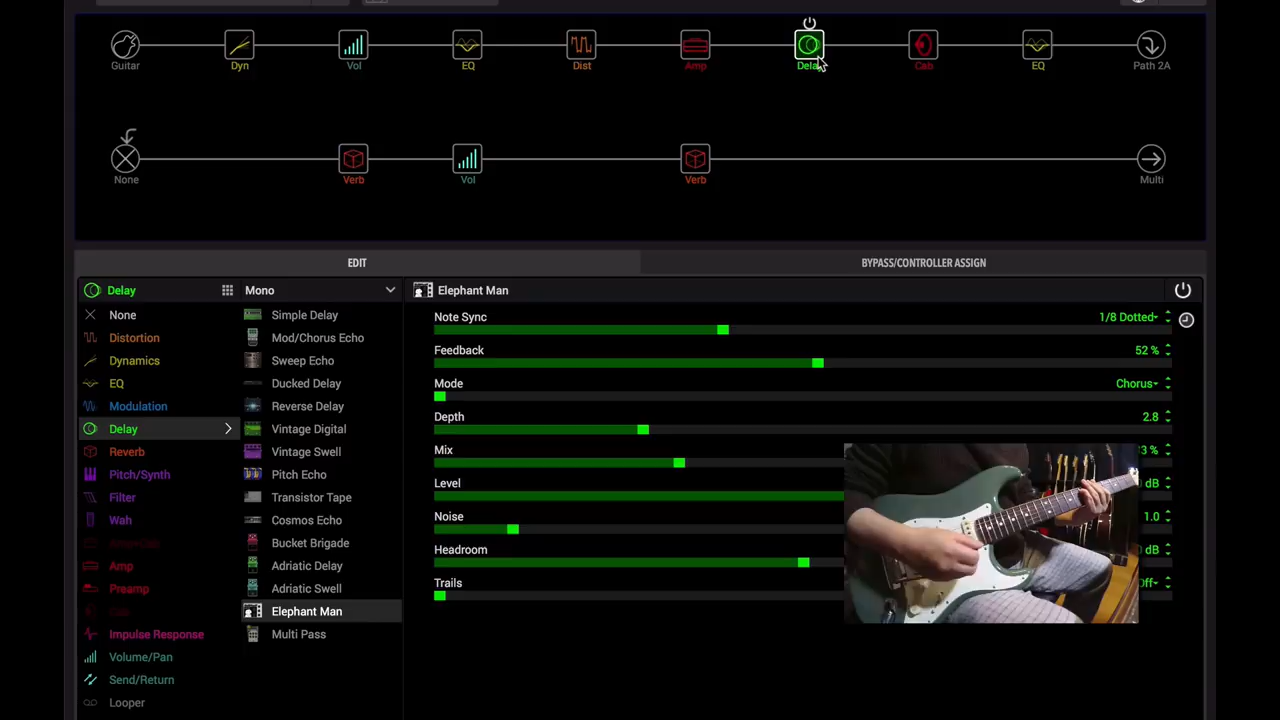 Guitar
Dyn
Vol
EQ
Dist
Amp
Cab
EQ
Path 2A
None
Verb
Vol
Verb
Multi
EDIT
BYPASS/CONTROLLER ASSIGN
Delay
Mono
Elephant Man
None
Distortion
Dynamics
EQ
Modulation
Delay
Reverb
Pitch/Synth
Filter
Wah
Amp
Preamp
Impulse Response
Volume/Pan
Send/Return
Looper
Simple Delay
Mod/Chorus Echo
Sweep Echo
Ducked Delay
Reverse Delay
Vintage Digital
Vintage Swell
Pitch Echo
Transistor Tape
Cosmos Echo
Bucket Brigade
Adriatic Delay
Adriatic Swell
Elephant Man
Multi Pass
Note Sync 1/8 Dotted
Feedback 52 %
Mode Chorus
Depth 2.8
Mix
Level dB
Noise 1.0
Headroom dB
Trails